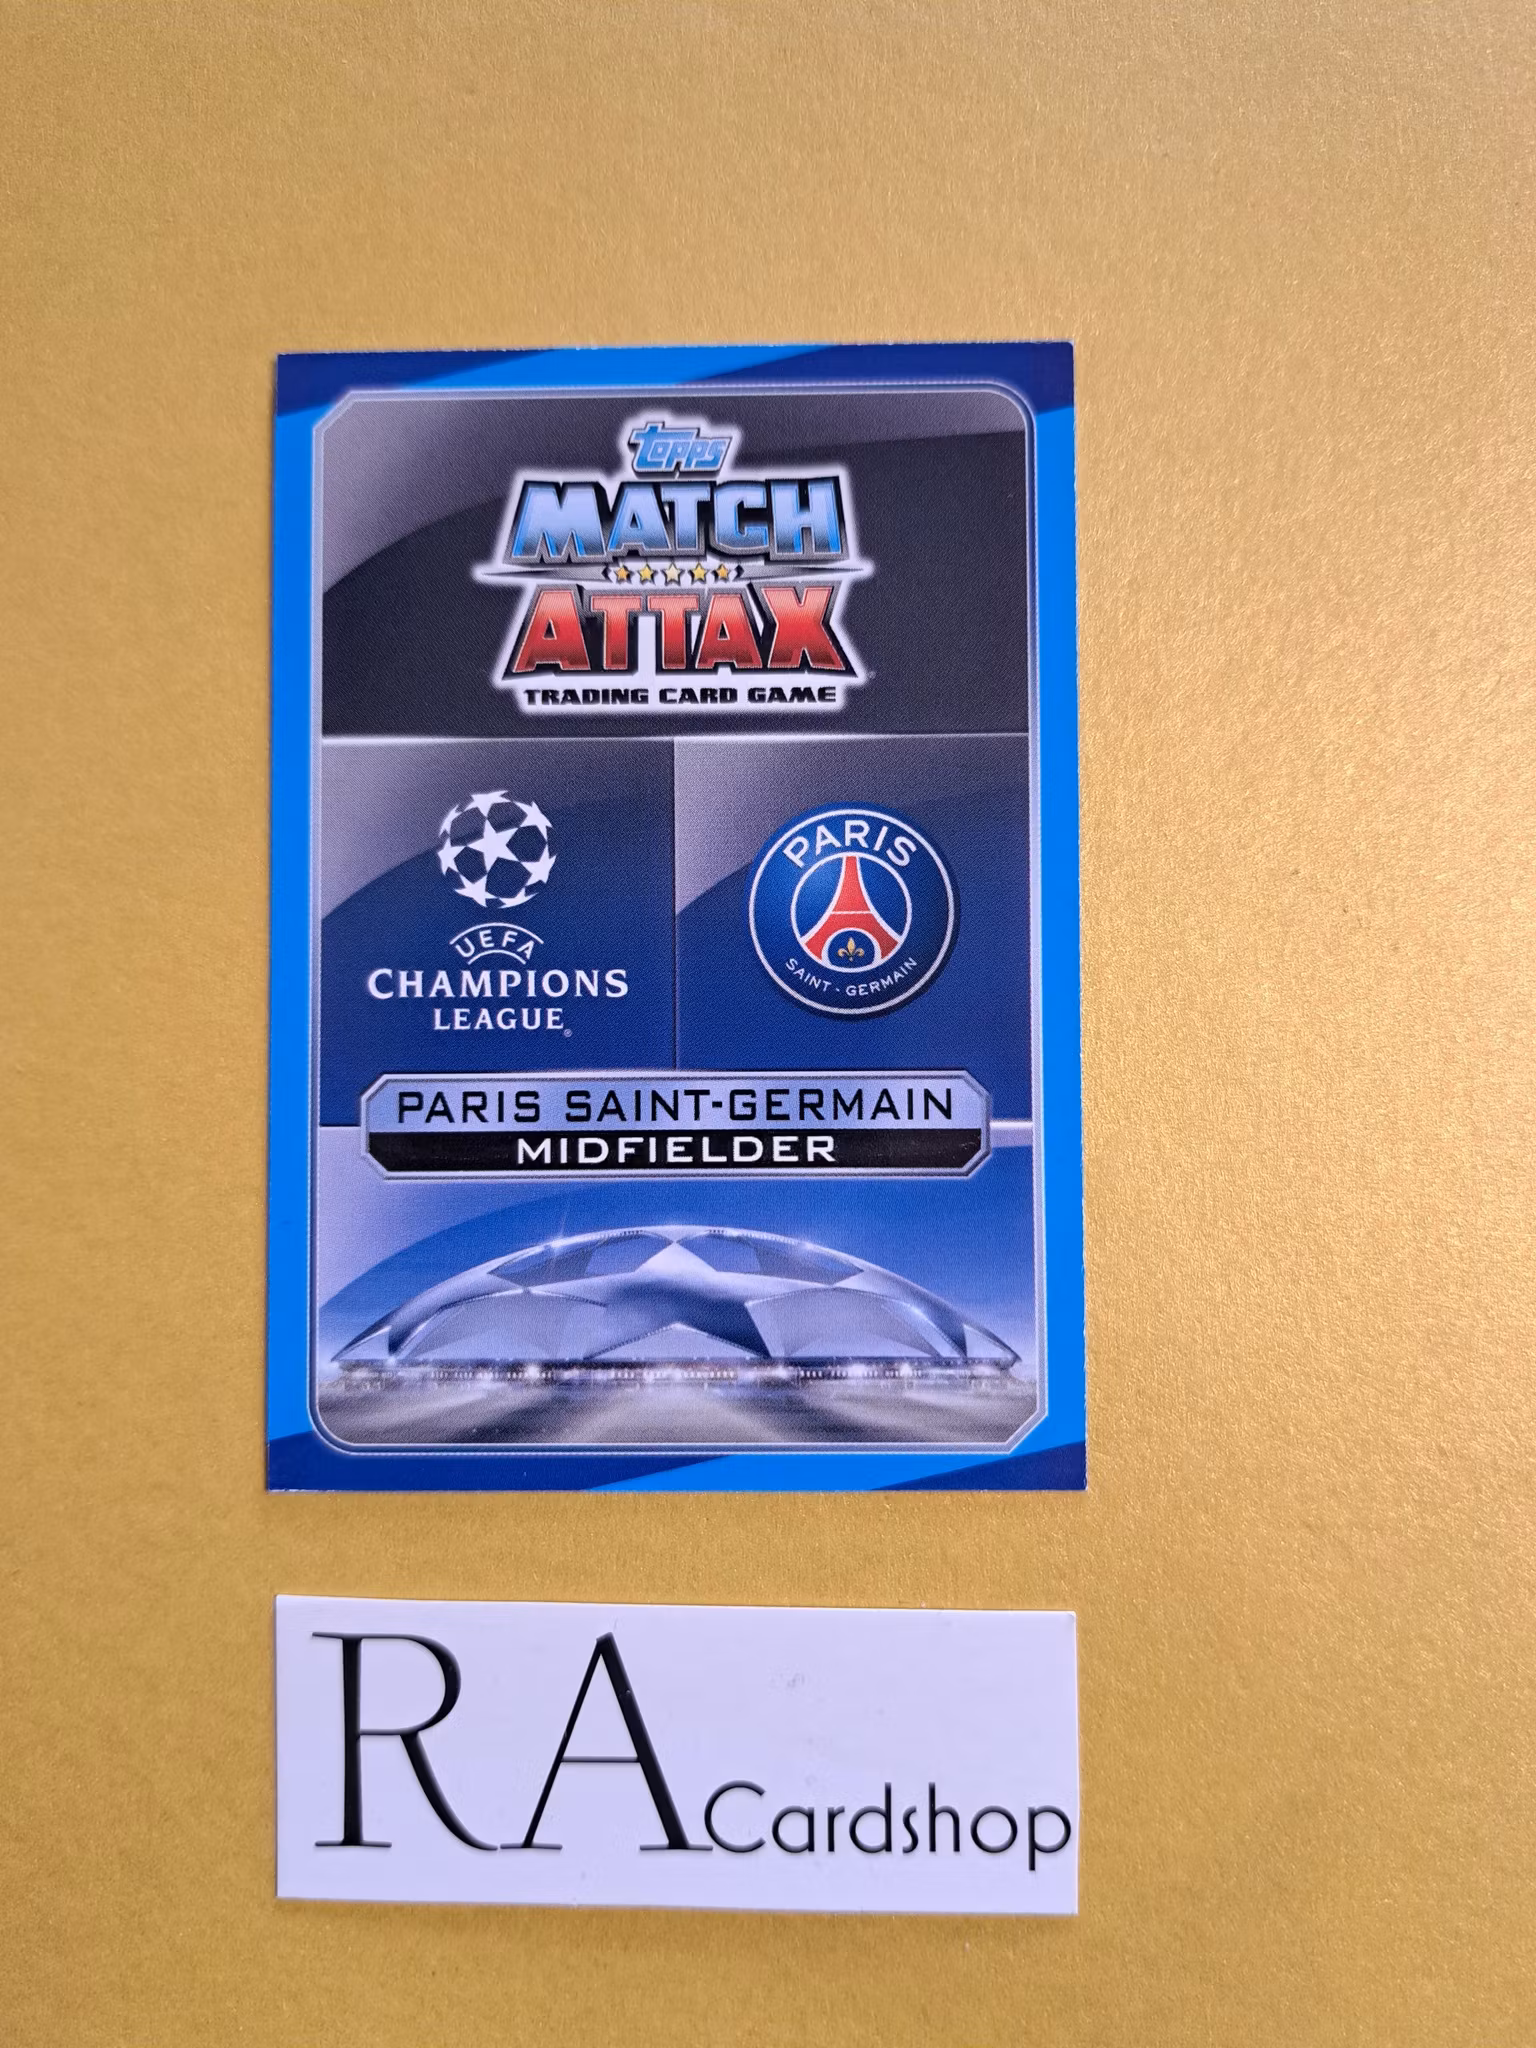 topps
MATCH
ATTAX
TRADING CARD GAME
UEFA
CHAMPIONS
LEAGUE®
PARIS
SAINT-GERMAIN
PARIS SAINT-GERMAIN
MIDFIELDER
RA Cardshop